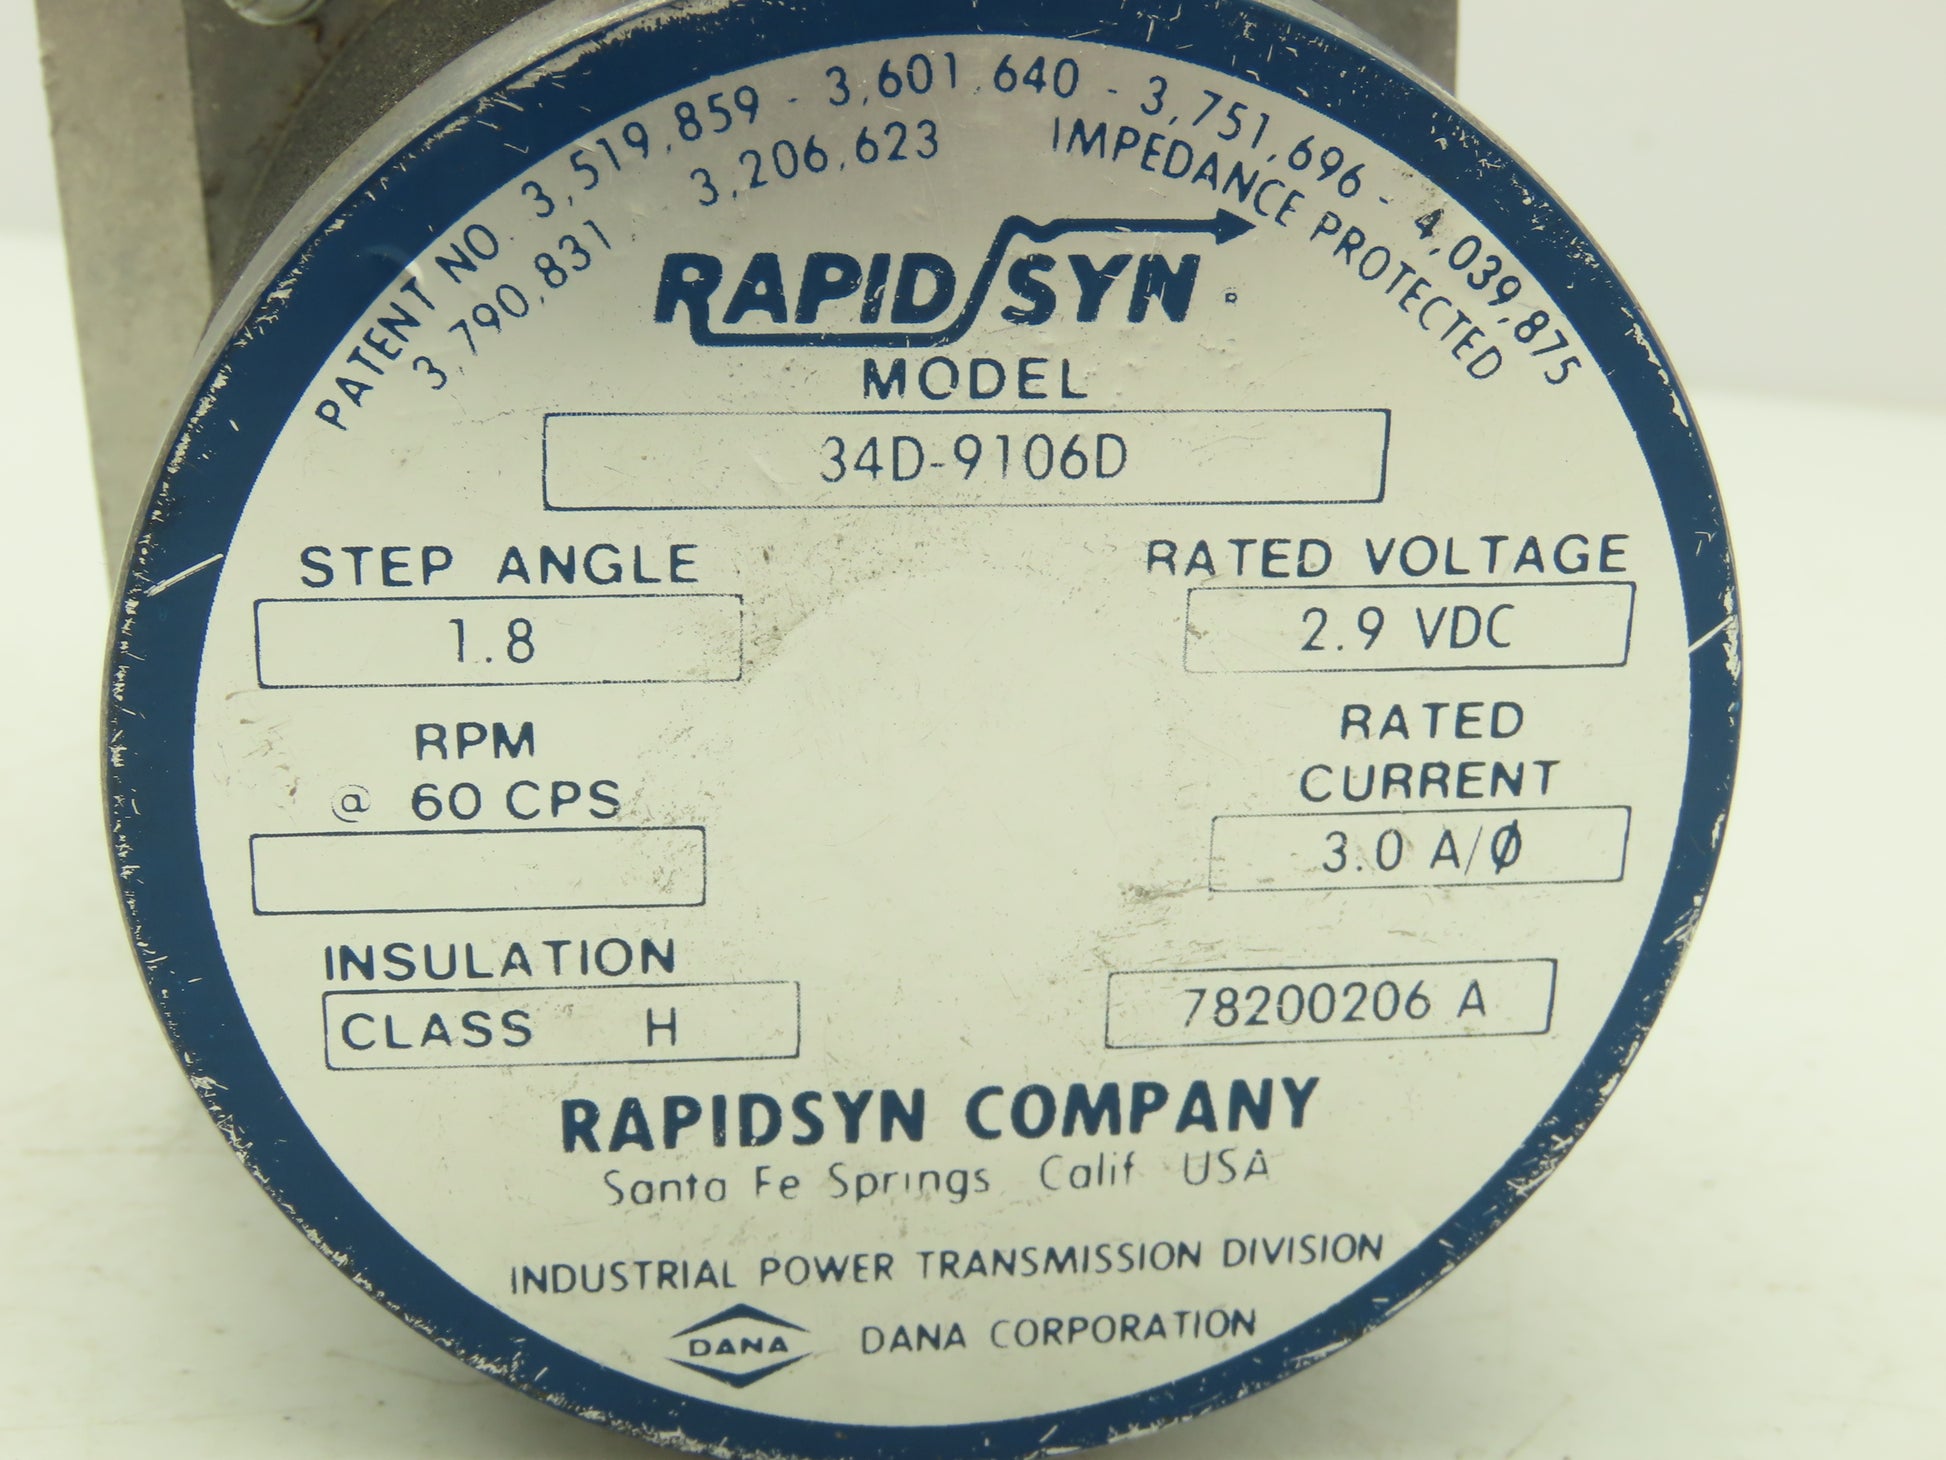 PATENT NO. 3,519,859 - 3,601,640 - 3,751,696 - 4,039,875
3,790,831 3,206,623 IMPEDANCE PROTECTED
RAPID/SYN
MODEL
34D-9106D
STEP ANGLE
1.8
RATED VOLTAGE
2.9 VDC
RPM
@ 60 CPS
RATED
CURRENT
3.0 A/Ø
INSULATION
CLASS H
78200206 A
RAPIDSYN COMPANY
Santa Fe Springs Calif USA
INDUSTRIAL POWER TRANSMISSION DIVISION
DANA DANA CORPORATION